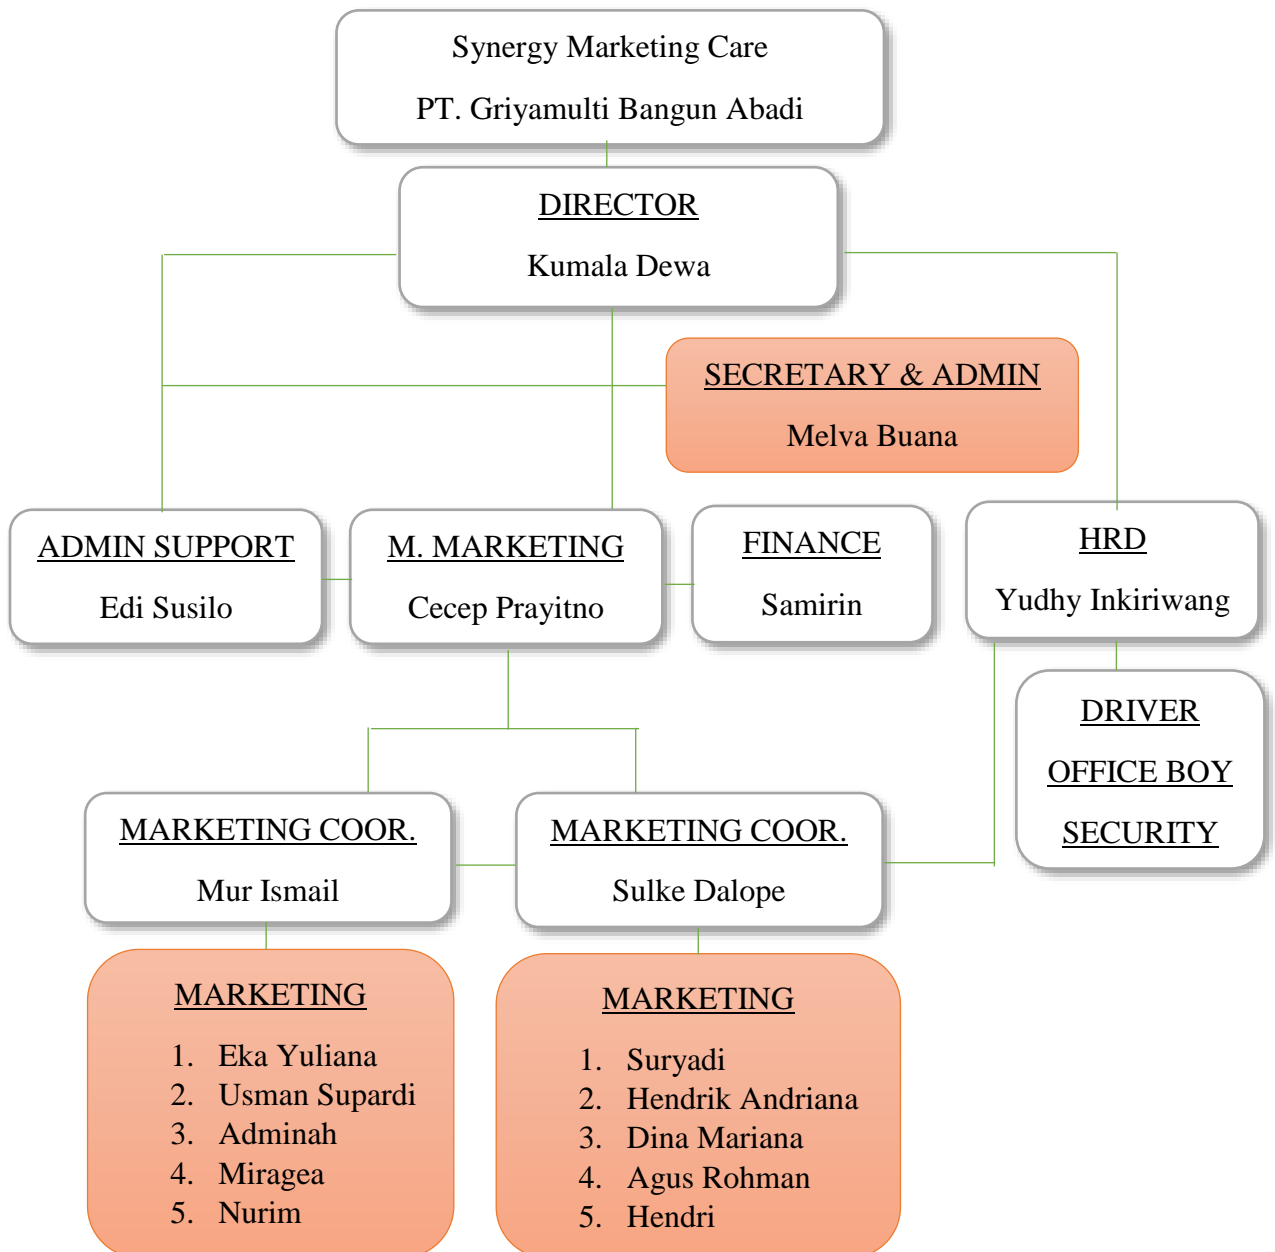 Synergy Marketing Care
PT. Griyamulti Bangun Abadi
DIRECTOR
Kumala Dewa
SECRETARY & ADMIN
Melva Buana
ADMIN SUPPORT
Edi Susilo
M. MARKETING
Cecep Prayitno
FINANCE
Samirin
HRD
Yudhy Inkiriwang
DRIVER
OFFICE BOY
SECURITY
MARKETING COOR.
Mur Ismail
MARKETING COOR.
Sulke Dalope
MARKETING
1. Eka Yuliana
2. Usman Supardi
3. Adminah
4. Miragea
5. Nurim
MARKETING
1. Suryadi
2. Hendrik Andriana
3. Dina Mariana
4. Agus Rohman
5. Hendri